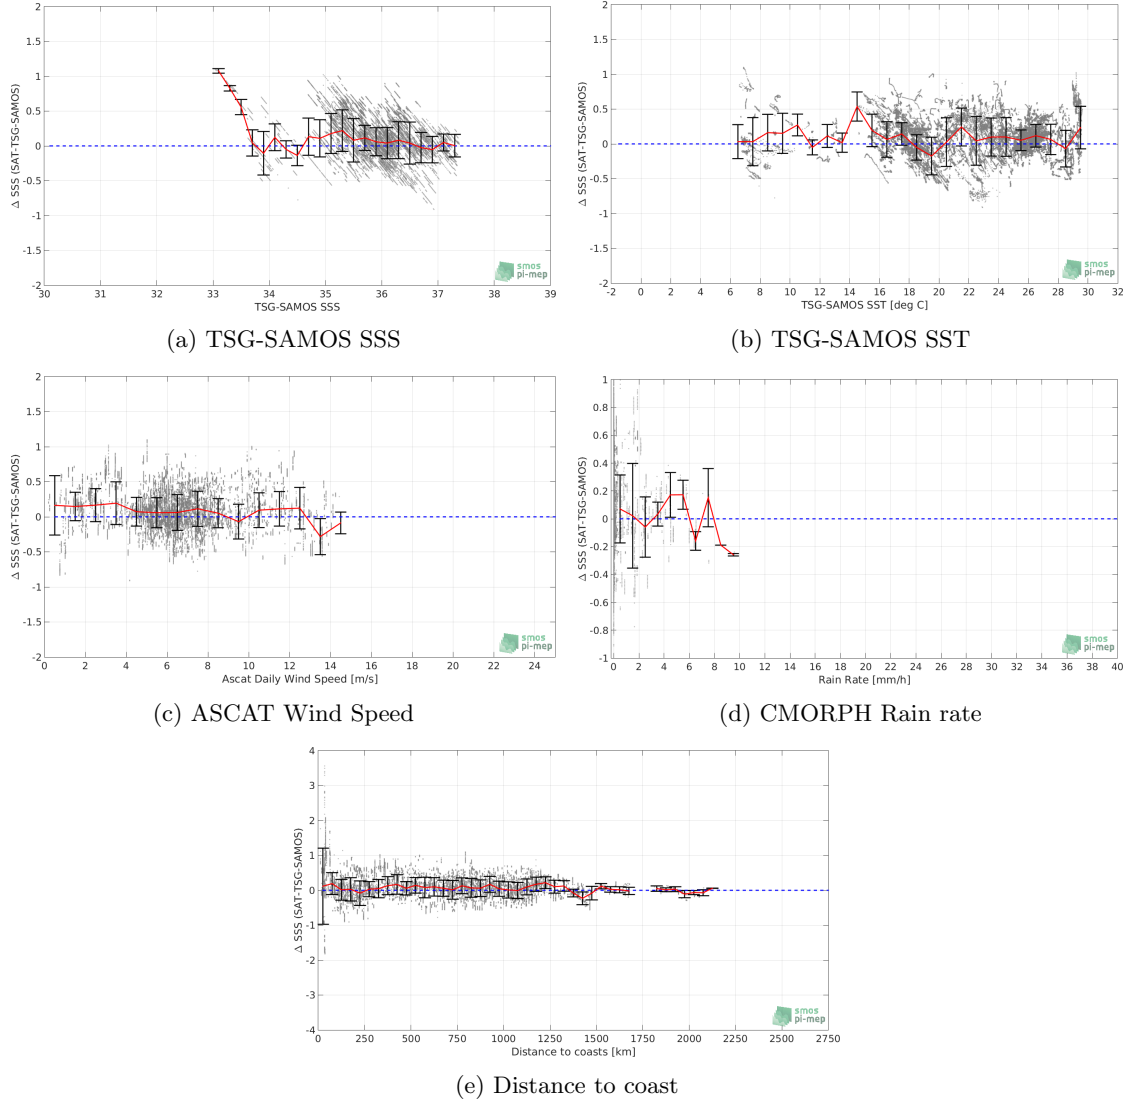 2
1.5
1
0.5
0
-0.5
-1
-1.5
-2
Δ SSS (SAT-TSG-SAMOS)
30 31 32 33 34 35 36 37 38 39
TSG-SAMOS SSS
smos
pi-mep
(a) TSG-SAMOS SSS
2
1.5
1
0.5
0
-0.5
-1
-1.5
-2
Δ SSS (SAT-TSG-SAMOS)
-2 0 2 4 6 8 10 12 14 16 18 20 22 24 26 28 30 32
TSG-SAMOS SST [deg C]
smos
pi-mep
(b) TSG-SAMOS SST
2
1.5
1
0.5
0
-0.5
-1
-1.5
-2
Δ SSS (SAT-TSG-SAMOS)
0 2 4 6 8 10 12 14 16 18 20 22 24
Ascat Daily Wind Speed [m/s]
smos
pi-mep
(c) ASCAT Wind Speed
1
0.8
0.6
0.4
0.2
0
-0.2
-0.4
-0.6
-0.8
-1
Δ SSS (SAT-TSG-SAMOS)
0 2 4 6 8 10 12 14 16 18 20 22 24 26 28 30 32 34 36 38 40
Rain Rate [mm/h]
smos
pi-mep
(d) CMORPH Rain rate
4
3
2
1
0
-1
-2
-3
-4
Δ SSS (SAT-TSG-SAMOS)
0 250 500 750 1000 1250 1500 1750 2000 2250 2500 2750
Distance to coasts [km]
smos
pi-mep
(e) Distance to coast